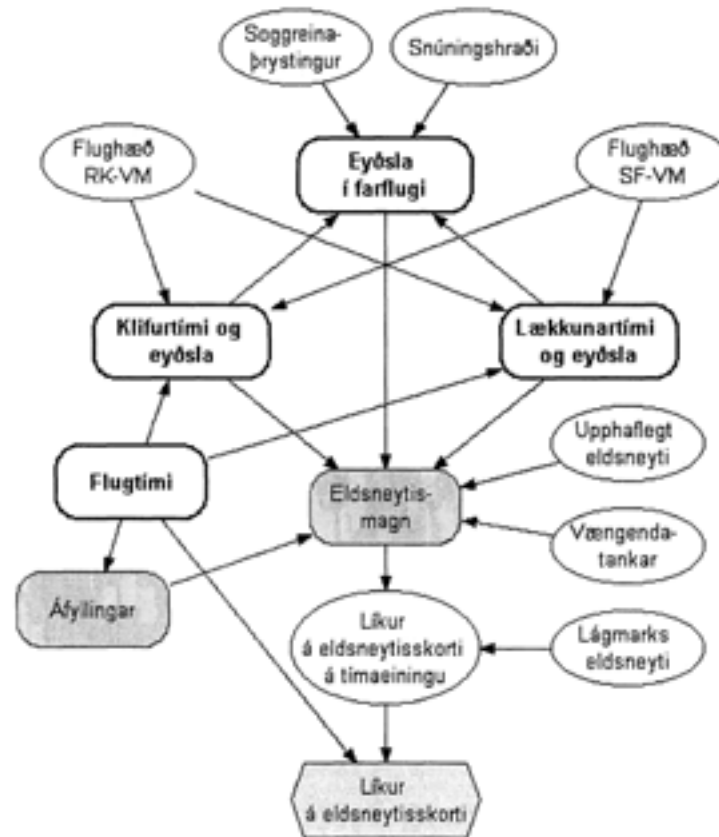 Soggreina-
þrystingur
Snúningshraði
Flughæð
RK-VM
Eyðsla
í farflugi
Flughæð
SF-VM
Klifurtími og
eyðsla
Lækkunartími
og eyðsla
Upphaflegt
eldsneyti
Flugtími
Eldsneytis-
magn
Vængenda-
tankar
Áfyllingar
Líkur
á eldsneytisskorti
á tímaeiningu
Lágmarks
eldsneyti
Líkur
á eldsneytisskorti